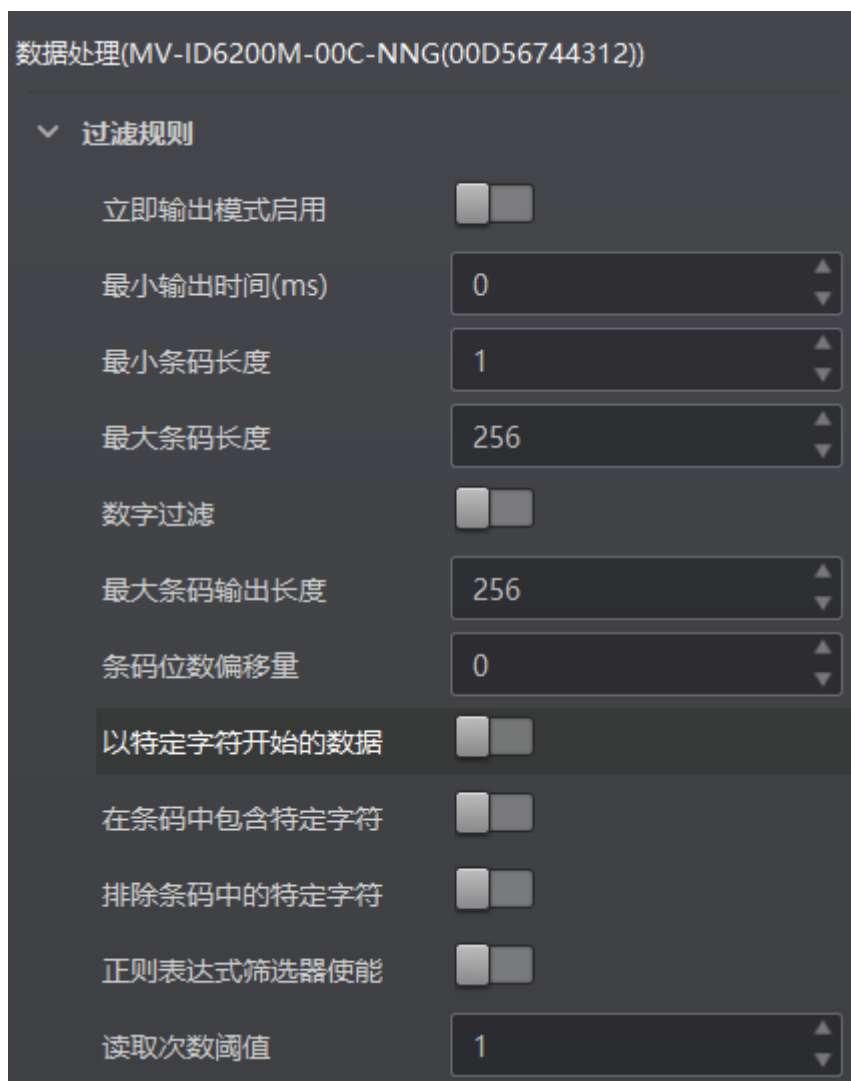 数据处理(MV-ID6200M-00C-NNG(00D56744312))
过滤规则
立即输出模式启用
最小输出时间(ms) 0
最小条码长度 1
最大条码长度 256
数字过滤
最大条码输出长度 256
条码位数偏移量 0
以特定字符开始的数据
在条码中包含特定字符
排除条码中的特定字符
正则表达式筛选器使能
读取次数阈值 1